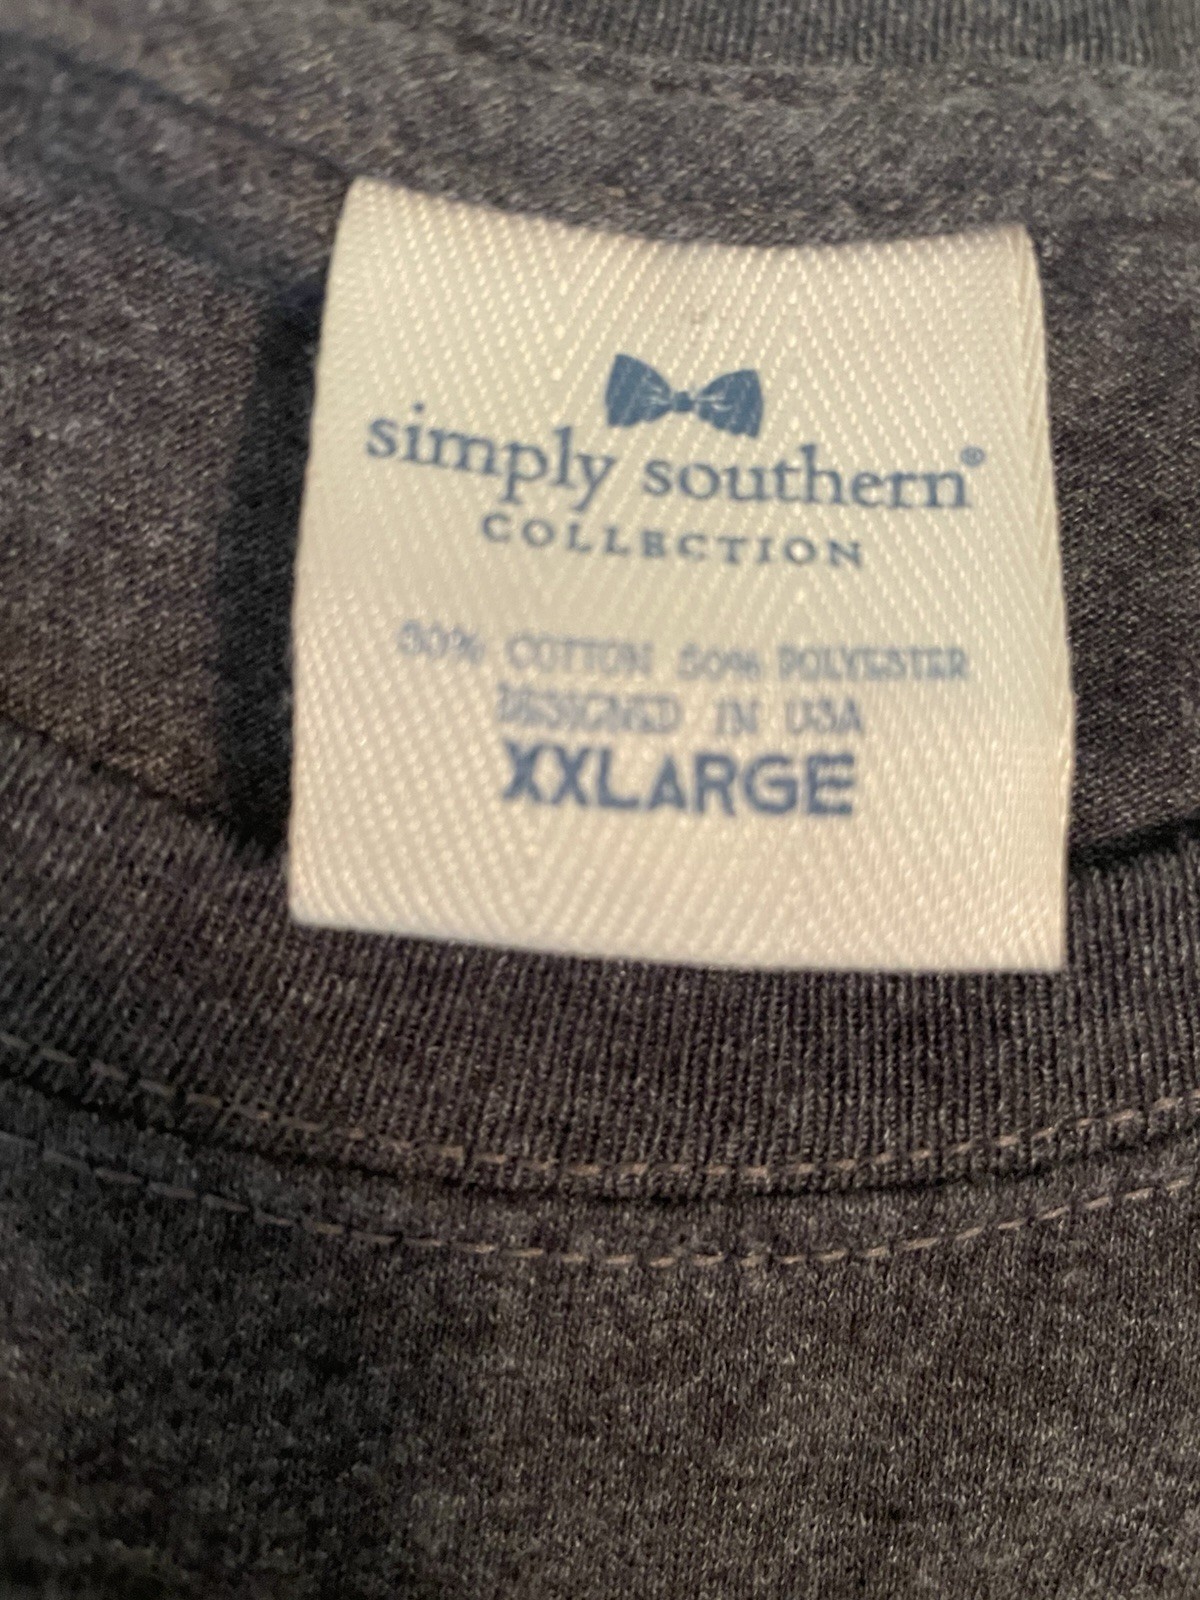 simply southern®
COLLECTION
50% COTTON 50% POLYESTER
DESIGNED IN USA
XXLARGE